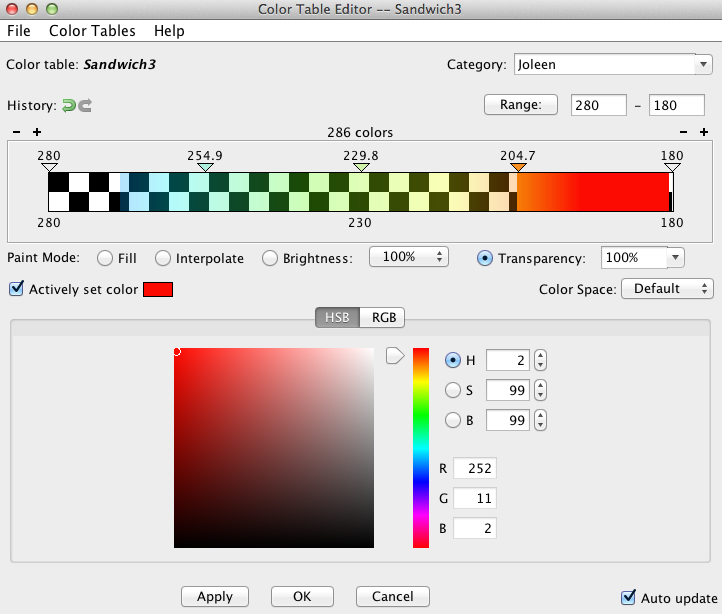 Color Table Editor -- Sandwich3
File Color Tables Help
Color table: Sandwich3 Category: Joleen
History: Range: 280 - 180
- + 286 colors - +
280 254.9 229.8 204.7 180
280 230 180
Paint Mode: Fill Interpolate Brightness: 100% Transparency: 100%
Actively set color Color Space: Default
HSB RGB
H 2
S 99
B 99
R 252
G 11
B 2
Apply OK Cancel
Auto update